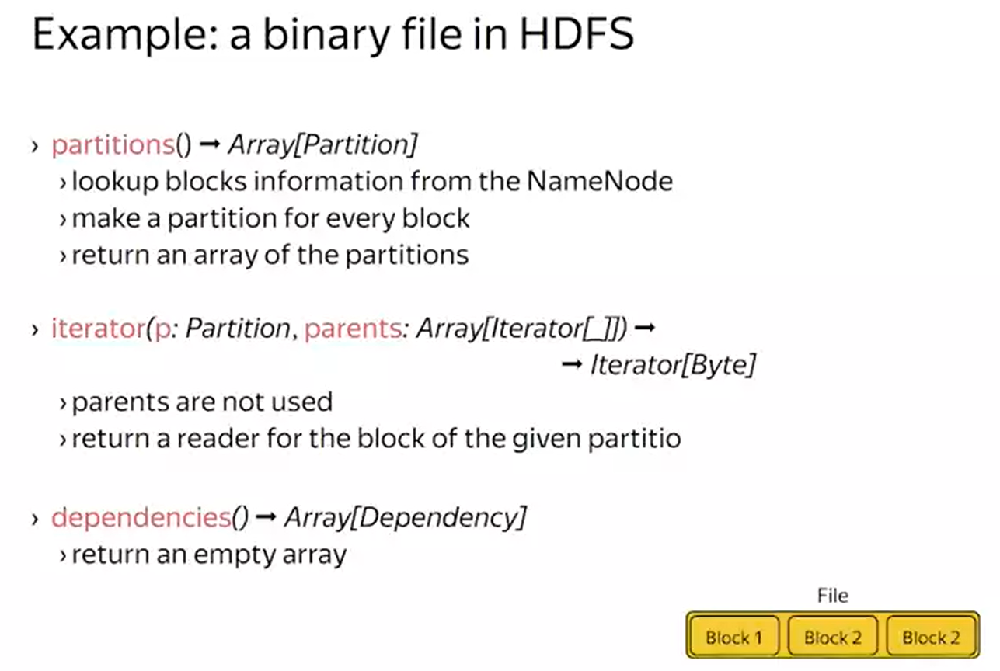 Example: a binary file in HDFS
› partitions() → Array[Partition]
› lookup blocks information from the NameNode
› make a partition for every block
› return an array of the partitions
› iterator(p: Partition, parents: Array[Iterator[_]]) →
→ Iterator[Byte]
› parents are not used
› return a reader for the block of the given partitio
› dependencies() → Array[Dependency]
› return an empty array
File
Block 1 Block 2 Block 2